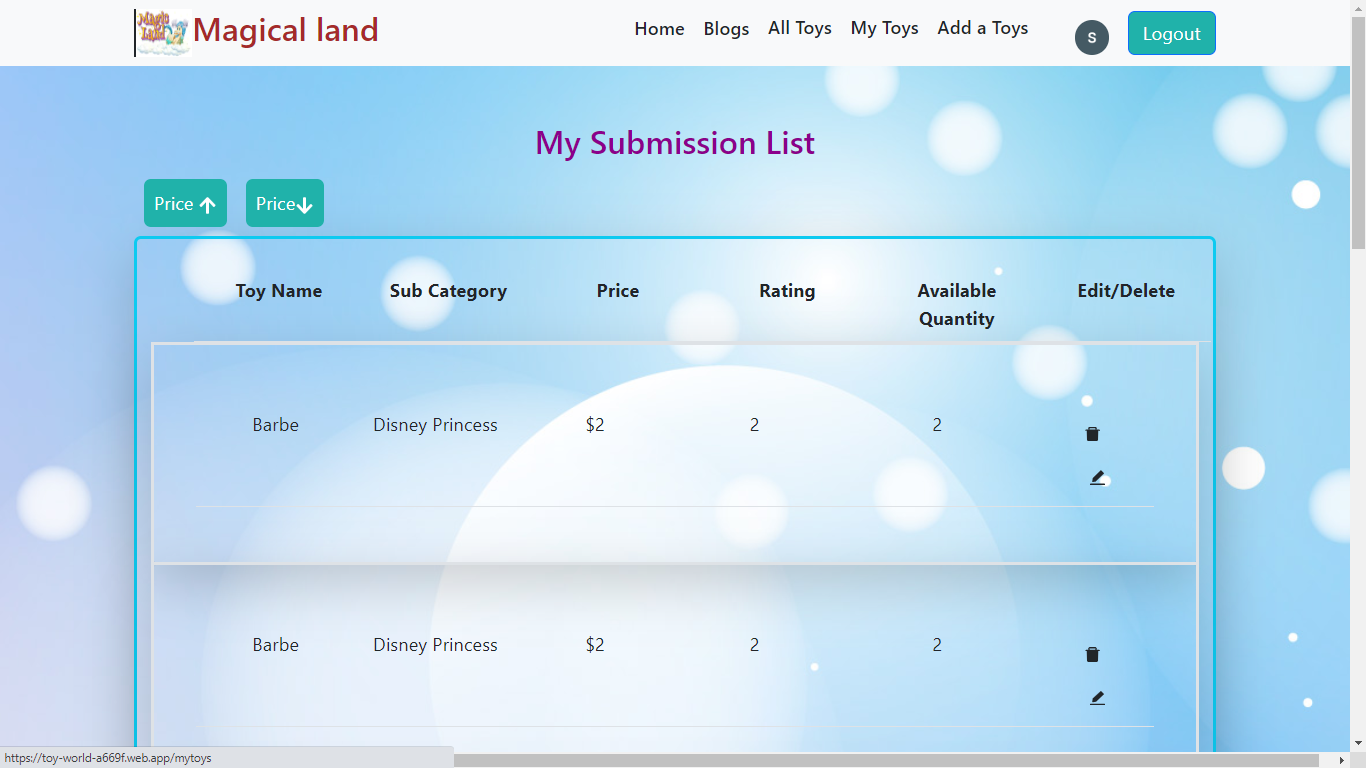 Magic Land Magical land Home Blogs All Toys My Toys Add a Toys S Logout
My Submission List
Price Price
Toy Name Sub Category Price Rating Available Quantity Edit/Delete
Barbe Disney Princess $2 2 2
Barbe Disney Princess $2 2 2
https://toy-world-a669f.web.app/mytoys